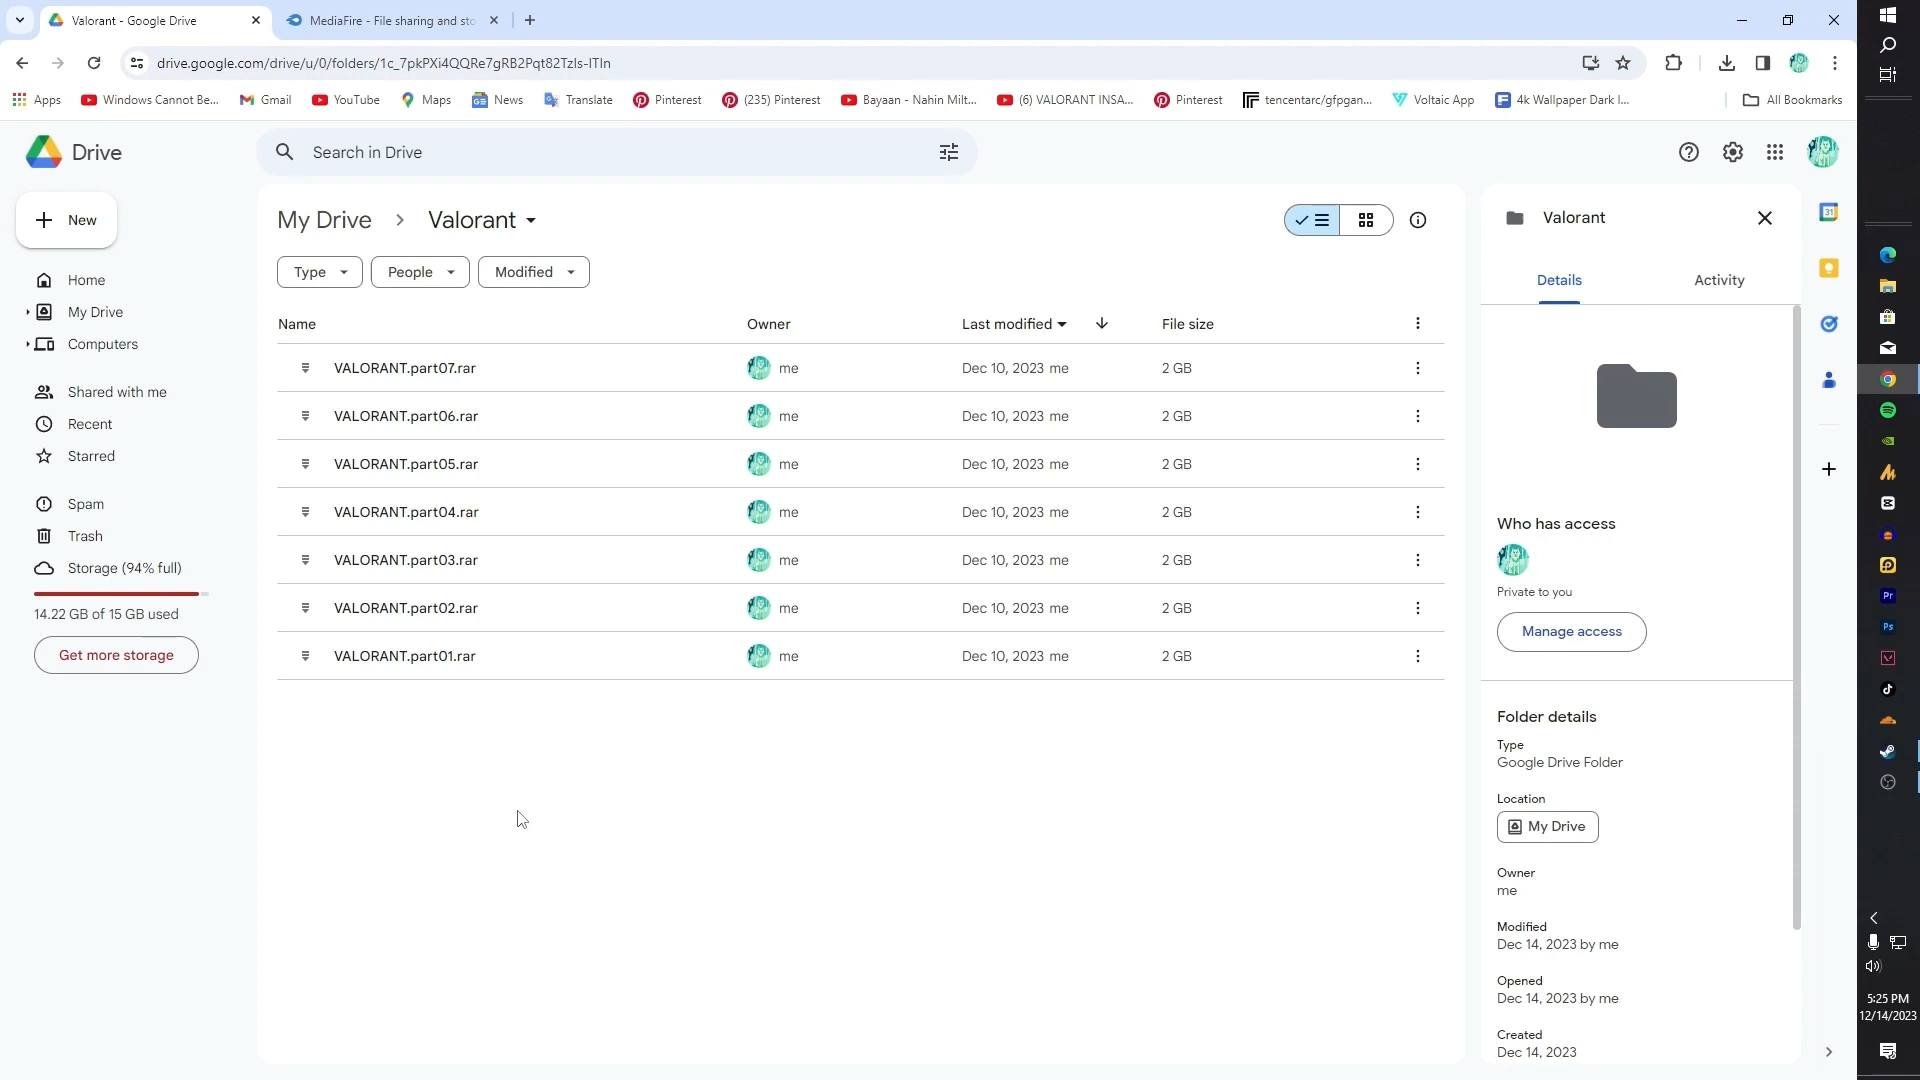 Valorant - Google Drive
MediaFire - File sharing and sto
drive.google.com/drive/u/0/folders/1c_7pkPXi4QQRe7gRB2Pqt82TzIs-ITIn
Apps
Windows Cannot Be...
Gmail
YouTube
Maps
News
Translate
Pinterest
(235) Pinterest
Bayaan - Nahin Milt...
(6) VALORANT INSA...
Pinterest
tencentarc/gfpgan...
Voltaic App
4k Wallpaper Dark I...
All Bookmarks
Drive
Search in Drive
New
Home
My Drive
Computers
Shared with me
Recent
Starred
Spam
Trash
Storage (94% full)
14.22 GB of 15 GB used
Get more storage
My Drive > Valorant
Type
People
Modified
Name Owner Last modified File size
VALORANT.part07.rar me Dec 10, 2023 me 2 GB
VALORANT.part06.rar me Dec 10, 2023 me 2 GB
VALORANT.part05.rar me Dec 10, 2023 me 2 GB
VALORANT.part04.rar me Dec 10, 2023 me 2 GB
VALORANT.part03.rar me Dec 10, 2023 me 2 GB
VALORANT.part02.rar me Dec 10, 2023 me 2 GB
VALORANT.part01.rar me Dec 10, 2023 me 2 GB
Valorant
Details
Activity
Who has access
Private to you
Manage access
Folder details
Type
Google Drive Folder
Location
My Drive
Owner
me
Modified
Dec 14, 2023 by me
Opened
Dec 14, 2023 by me
Created
Dec 14, 2023
31
Pr
Ps
5:25 PM
12/14/2023